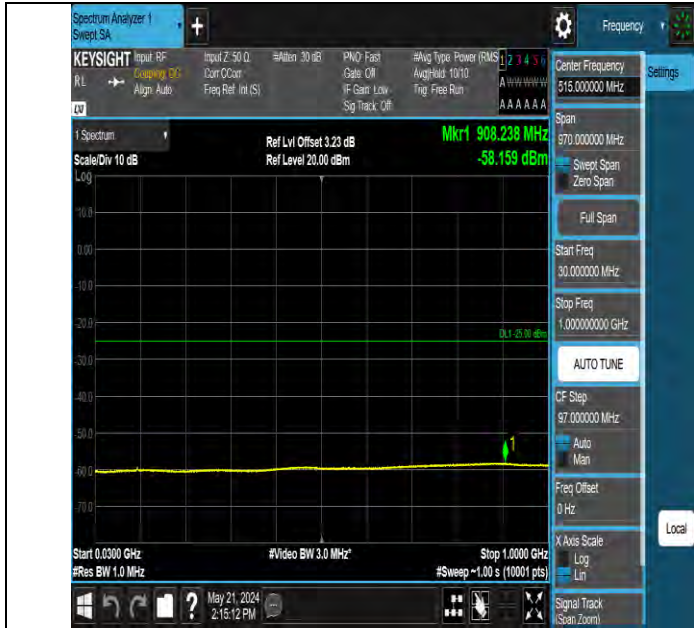 Spectrum Analyzer 1
Swept SA
Frequency
KEYSIGHT
RL
Input: RF
Coupling: DC
Align: Auto
Input Z: 50 Ω
Corr CCorr
Freq Ref: Int (S)
#Atten: 30 dB
PNO: Fast
Gate: Off
IF Gain: Low
Sig Track: Off
#Avg Type: Power (RMS
Avg|Hold: 10/10
Trig: Free Run
1 2 3 4 5 6
A W W W W W
A A A A A A
LXI
1 Spectrum
Scale/Div 10 dB
Ref Lvl Offset 3.23 dB
Ref Level 20.00 dBm
Mkr1 908.238 MHz
-58.159 dBm
Log
10.0
0.00
-10.0
-20.0
DL1 -25.00 dBm
-30.0
-40.0
-50.0
1
-60.0
-70.0
Start 0.0300 GHz
#Res BW 1.0 MHz
#Video BW 3.0 MHz*
Stop 1.0000 GHz
#Sweep ~1.00 s (10001 pts)
?
May 21, 2024
2:15:12 PM
Center Frequency
515.000000 MHz
Settings
Span
970.000000 MHz
Swept Span
Zero Span
Full Span
Start Freq
30.000000 MHz
Stop Freq
1.000000000 GHz
AUTO TUNE
CF Step
97.000000 MHz
Auto
Man
Freq Offset
0 Hz
Local
X Axis Scale
Log
Lin
Signal Track
(Span Zoom)